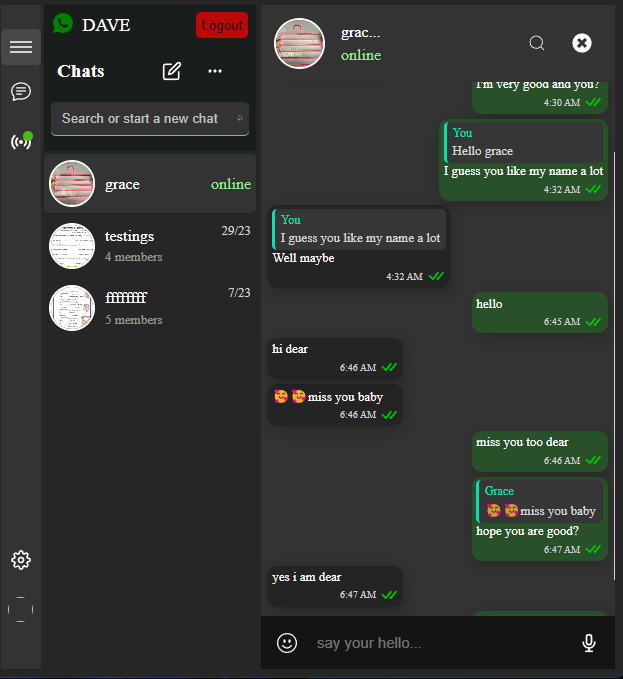 DAVE
Logout
Chats
Search or start a new chat
grace
online
testings
29/23
4 members
ffffffff
7/23
5 members
grac...
online
I'm very good and you?
4:30 AM
You
Hello grace
I guess you like my name a lot
4:32 AM
You
I guess you like my name a lot
Well maybe
4:32 AM
hello
6:45 AM
hi dear
6:46 AM
🥰🥰miss you baby
6:46 AM
miss you too dear
6:46 AM
Grace
🥰🥰miss you baby
hope you are good?
6:47 AM
yes i am dear
6:47 AM
say your hello...